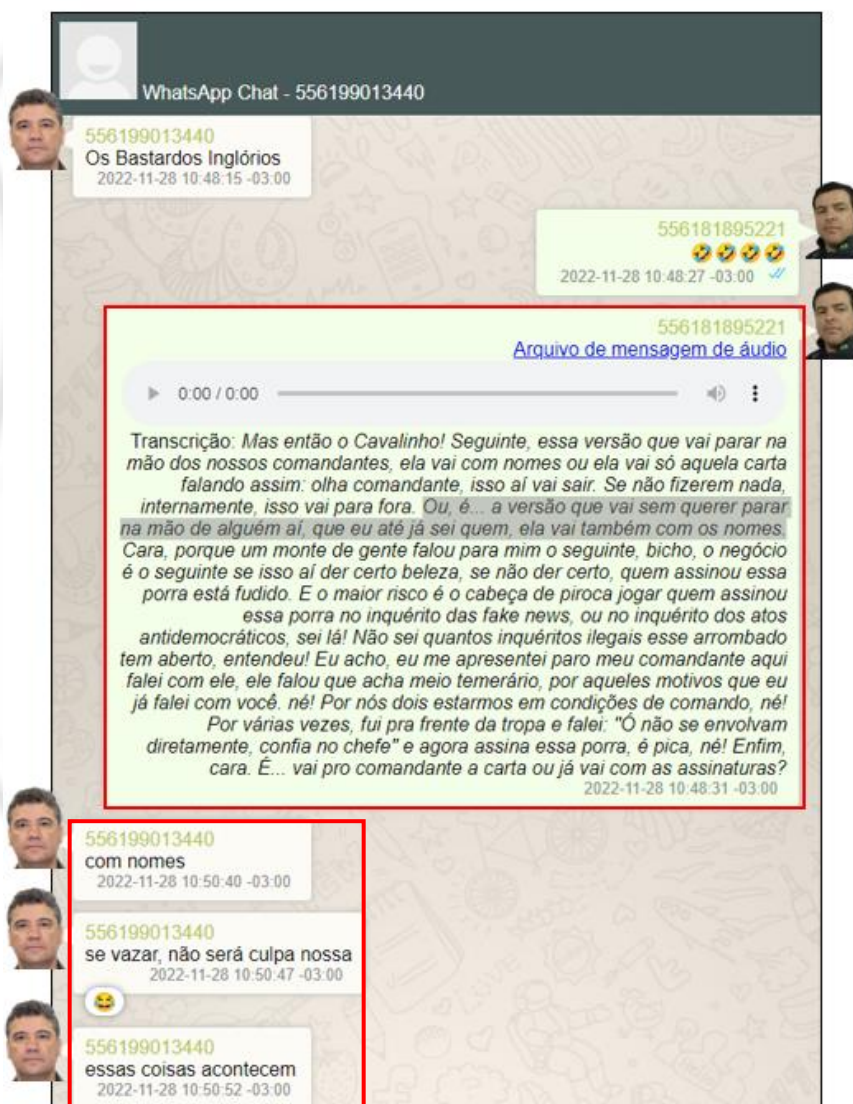 WhatsApp Chat - 556199013440
556199013440
Os Bastardos Inglórios
2022-11-28 10:48:15 -03:00
556181895221
🤣🤣🤣🤣
2022-11-28 10:48:27 -03:00
556181895221
Arquivo de mensagem de áudio
0:00 / 0:00
Transcrição: Mas então o Cavalinho! Seguinte, essa versão que vai parar na
mão dos nossos comandantes, ela vai com nomes ou ela vai só aquela carta
falando assim: olha comandante, isso aí vai sair. Se não fizerem nada,
internamente, isso vai para fora. Ou, é... a versão que vai sem querer parar
na mão de alguém aí, que eu até já sei quem, ela vai também com os nomes.
Cara, porque um monte de gente falou para mim o seguinte, bicho, o negócio
é o seguinte se isso aí der certo beleza, se não der certo, quem assinou essa
porra está fudido. E o maior risco é o cabeça de piroca jogar quem assinou
essa porra no inquérito das fake news, ou no inquérito dos atos
antidemocráticos, sei lá! Não sei quantos inquéritos ilegais esse arrombado
tem aberto, entendeu! Eu acho, eu me apresentei paro meu comandante aqui
falei com ele, ele falou que acha meio temerário, por aqueles motivos que eu
já falei com você. né! Por nós dois estarmos em condições de comando, né!
Por várias vezes, fui pra frente da tropa e falei: "Ó não se envolvam
diretamente, confia no chefe" e agora assina essa porra, é pica, né! Enfim,
cara. É... vai pro comandante a carta ou já vai com as assinaturas?
2022-11-28 10:48:31 -03:00
556199013440
com nomes
2022-11-28 10:50:40 -03:00
556199013440
se vazar, não será culpa nossa
2022-11-28 10:50:47 -03:00
😂
556199013440
essas coisas acontecem
2022-11-28 10:50:52 -03:00